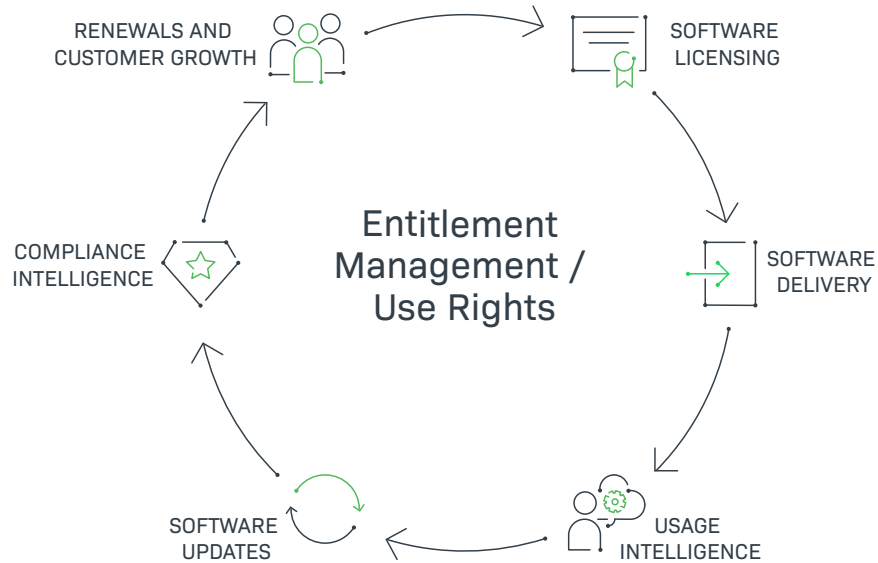 RENEWALS AND
CUSTOMER GROWTH
SOFTWARE
LICENSING
Entitlement
Management /
Use Rights
COMPLIANCE
INTELLIGENCE
SOFTWARE
DELIVERY
SOFTWARE
UPDATES
USAGE
INTELLIGENCE